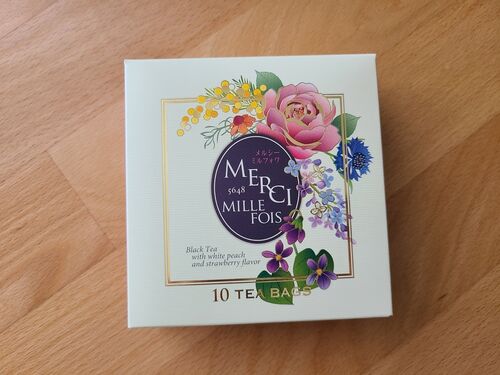 メルシー
ミルフォワ
MERCI
5648
MILLE
FOIS
Black Tea
with white peach
and strawberry flavor
10 TEA BAGS